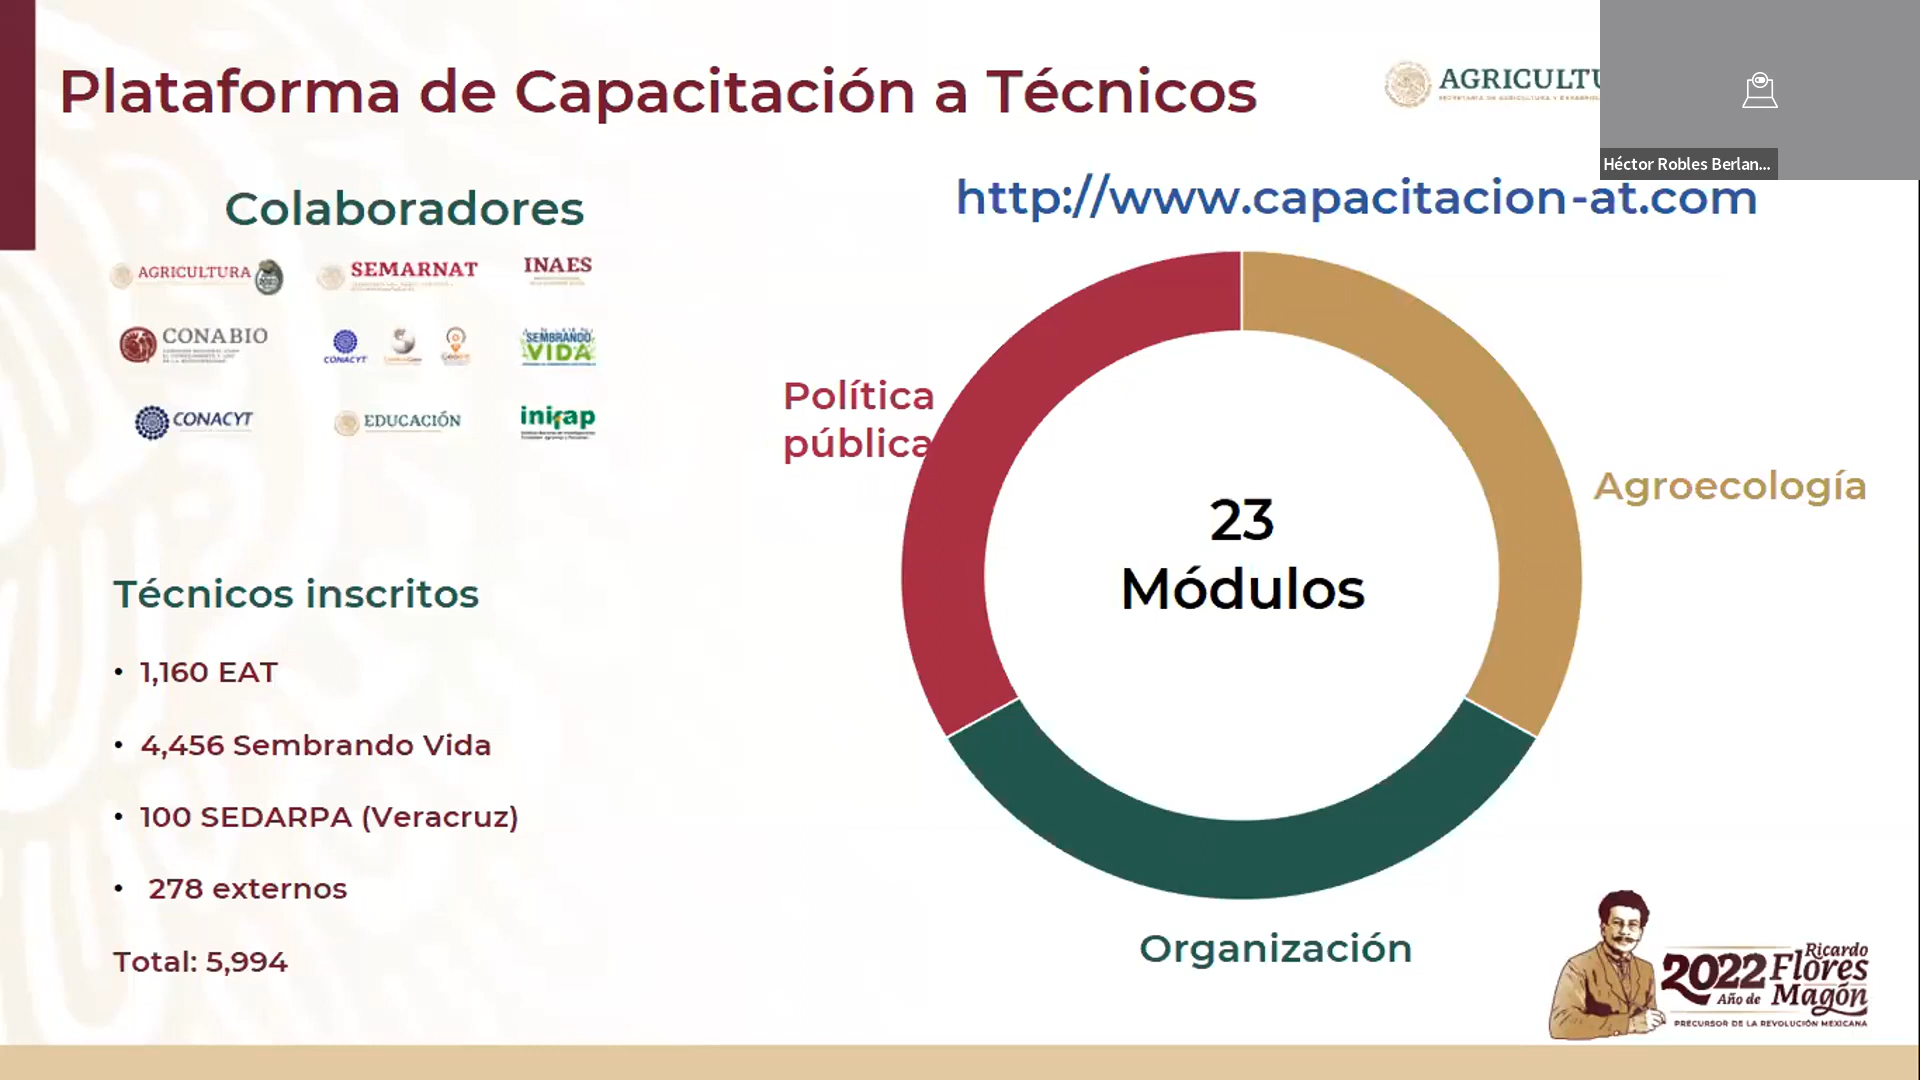 Plataforma de Capacitación a Técnicos
AGRICULTU
Héctor Robles Berlan...
Colaboradores
http://www.capacitacion-at.com
AGRICULTURA
SEMARNAT
INAES
CONABIO
CONACYT
SEMBRANDO
VIDA
CONACYT
EDUCACIÓN
inifap
Política
pública
Agroecología
23
Módulos
Organización
Técnicos inscritos
• 1,160 EAT
• 4,456 Sembrando Vida
• 100 SEDARPA (Veracruz)
• 278 externos
Total: 5,994
2022 Ricardo
Flores
Año de Magón
PRECURSOR DE LA REVOLUCIÓN MEXICANA